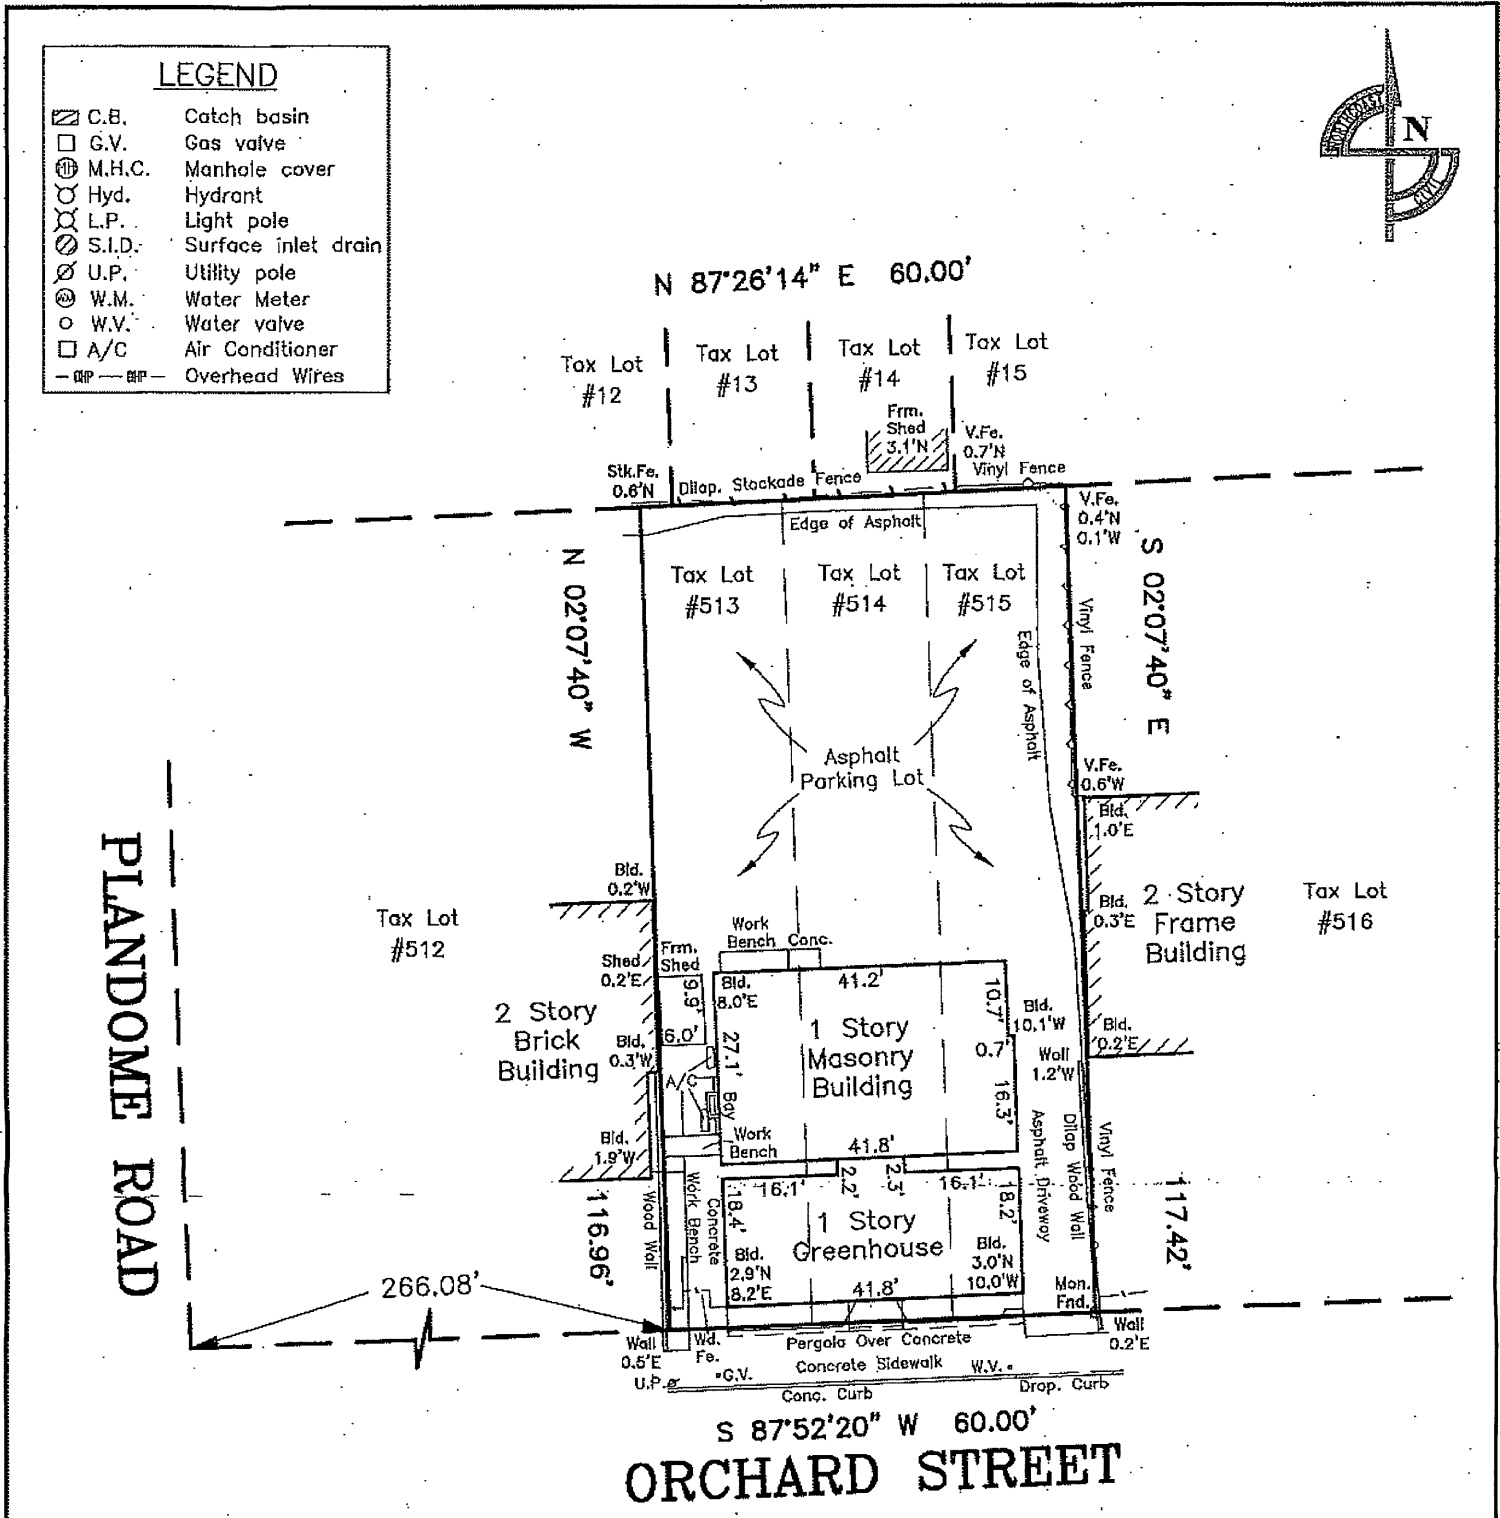 LEGEND
C.B. Catch basin
G.V. Gas valve
M.H.C. Manhole cover
Hyd. Hydrant
L.P. Light pole
S.I.D. Surface inlet drain
U.P. Utility pole
W.M. Water Meter
W.V. Water valve
A/C Air Conditioner
OHP OHP Overhead Wires
NORTHCOAST
N
CIVIL
N 87°26'14" E 60.00'
Tax Lot
#12
Tax Lot
#13
Tax Lot
#14
Tax Lot
#15
Frm.
Shed
3.1'N
V.Fe.
0.7'N
Vinyl Fence
Stk.Fe.
0.6'N
Dilap. Stockade Fence
Edge of Asphalt
V.Fe.
0.4'N
0.1'W
N 02°07'40" W
S 02°07'40" E
Tax Lot
#513
Tax Lot
#514
Tax Lot
#515
Vinyl Fence
Edge of Asphalt
Asphalt
Parking Lot
V.Fe.
0.6'W
Bld.
1.0'E
Bld.
0.2'W
Tax Lot
#512
Bld.
0.3'E
2 Story
Frame
Building
Tax Lot
#516
Work
Bench Conc.
Frm.
Shed
Shed
0.2'E
9.9'
6.0'
Bld.
8.0'E
41.2'
10.7'
Bld.
10.1'W
Bld.
0.2'E
2 Story
Brick
Building
Bld.
0.3'W
27.1'
1 Story
Masonry
Building
0.7'
Wall
1.2'W
16.3'
A/C
Bay
Work
Bench
41.8'
Bld.
1.9'W
Asphalt Driveway
Dilap Wood Wall
Vinyl Fence
16.1'
2.2'
2.3'
16.1'
18.4'
18.2'
1 Story
Greenhouse
Bld.
2.9'N
8.2'E
Bld.
3.0'N
10.0'W
41.8'
Wood Wall
Work Bench
Concrete
116.96'
117.42'
PLANDOME ROAD
266.08'
Mon.
Fnd.
Wall
0.5'E
Wd.
Fe.
Pergola Over Concrete
Wall
0.2'E
Concrete Sidewalk
W.V.
U.P.
G.V.
Conc. Curb
Drop. Curb
S 87°52'20" W 60.00'
ORCHARD STREET